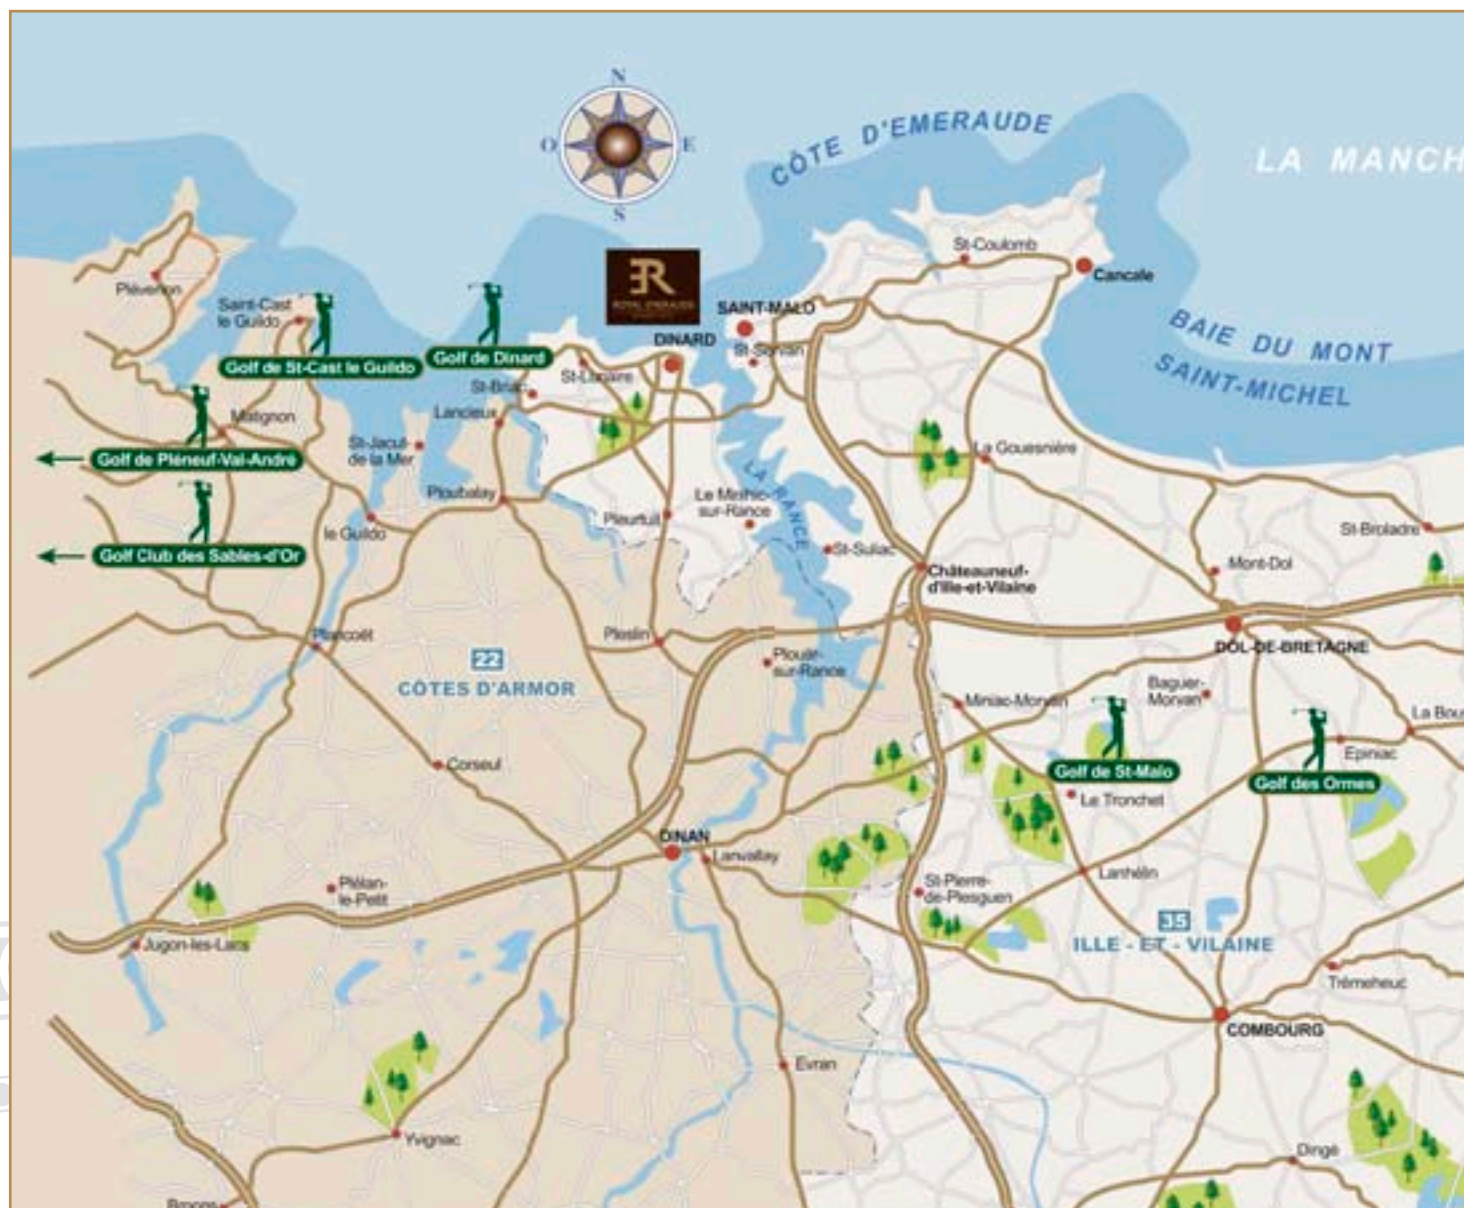 N
O
E
S
CÔTE D'EMERAUDE
LA MANCH
ROYAL EMERAUDE
St-Coulomb
Cancale
Plévenon
Saint-Cast
le Guildo
SAINT-MALO
DINARD
St-Servan
BAIE DU MONT
SAINT-MICHEL
Golf de St-Cast le Guildo
Golf de Dinard
St-Briac
St-Lunaire
Lancieux
Matignon
St-Jacut-
de la Mer
Golf de Pléneuf-Val-André
La Gouesnière
LA RANCE
Ploubalay
Le Minihic-
sur-Rance
Pleurtuit
le Guildo
St-Broladre
Golf Club des Sables-d'Or
St-Suliac
Châteauneuf-
d'Ille-et-Vilaine
Mont-Dol
Plancoët
Pleslin
DOL-DE-BRETAGNE
22
CÔTES D'ARMOR
Plouër-
sur-Rance
Miniac-Morvan
Baguer-
Morvan
La Bous
Epiniac
Corseul
Golf de St-Malo
Golf des Ormes
Le Tronchet
DINAN
Lanvallay
Lanhélin
Plélan-
le-Petit
St-Pierre-
de-Plesguen
35
ILLE - ET - VILAINE
Jugon-les-Lacs
Trémeheuc
COMBOURG
Evran
Yvignac
Dingé
Broons